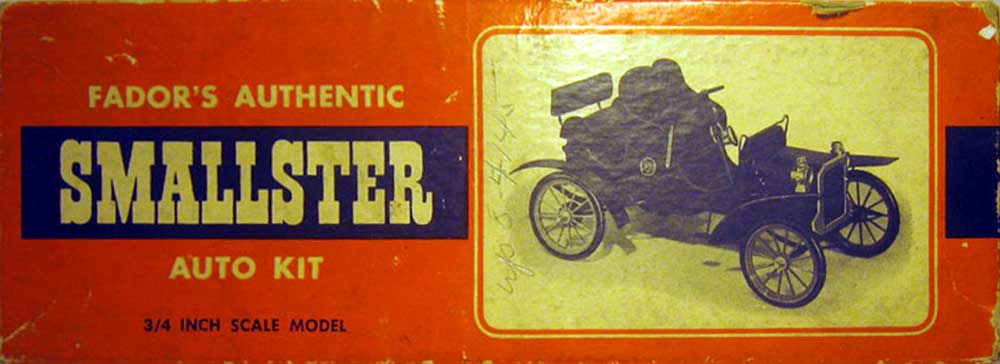 FADOR'S AUTHENTIC
SMALLSTER
AUTO KIT
3/4 INCH SCALE MODEL